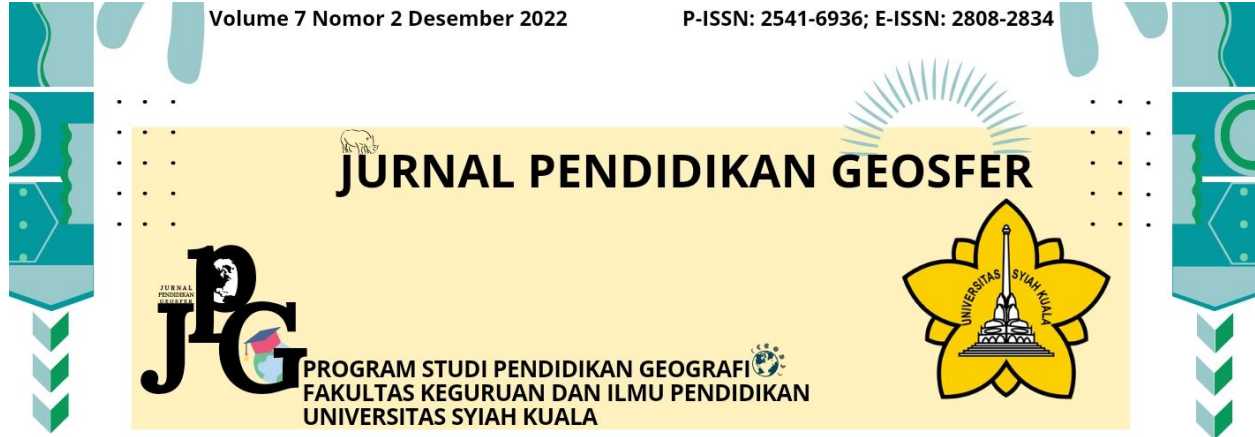 Volume 7 Nomor 2 Desember 2022
P-ISSN: 2541-6936; E-ISSN: 2808-2834
JURNAL PENDIDIKAN GEOSFER
JURNAL
PENDIDIKAN
GEOSFER
JPG
UNIVERSITAS SYIAH KUALA
PROGRAM STUDI PENDIDIKAN GEOGRAFI
FAKULTAS KEGURUAN DAN ILMU PENDIDIKAN
UNIVERSITAS SYIAH KUALA